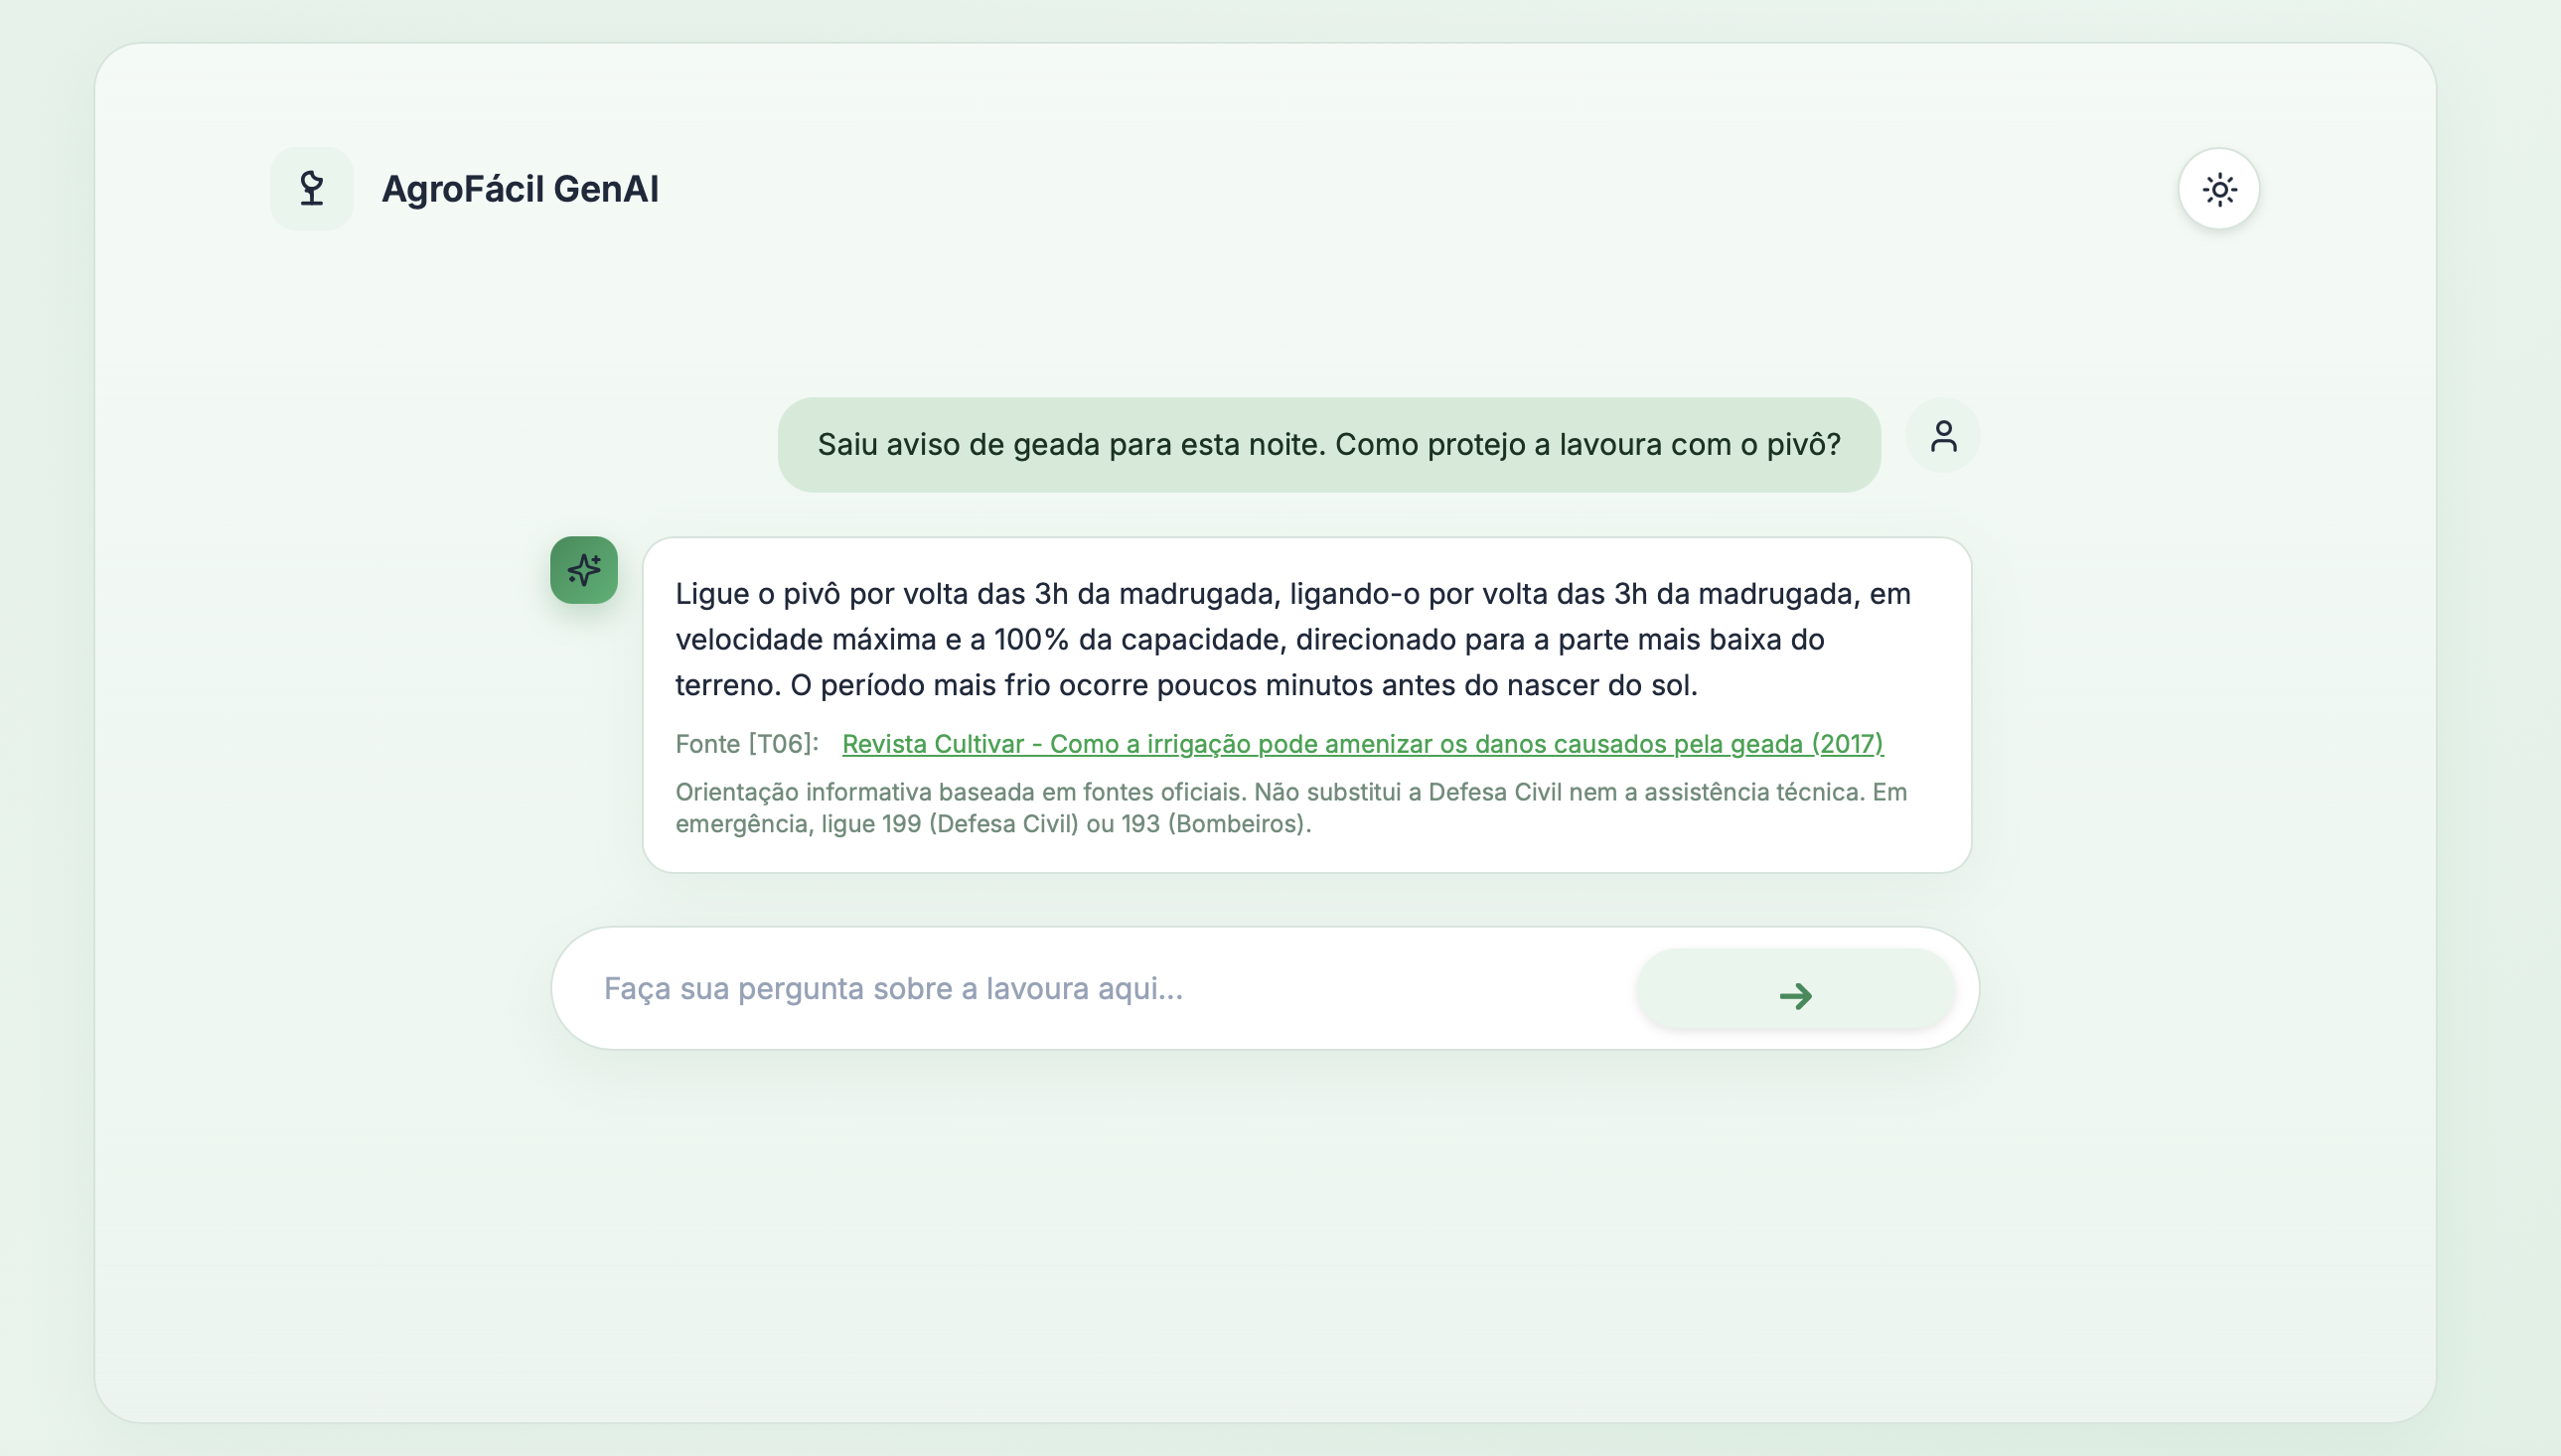 AgroFácil GenAI
Saiu aviso de geada para esta noite. Como protejo a lavoura com o pivô?
Ligue o pivô por volta das 3h da madrugada, ligando-o por volta das 3h da madrugada, em
velocidade máxima e a 100% da capacidade, direcionado para a parte mais baixa do
terreno. O período mais frio ocorre poucos minutos antes do nascer do sol.
Fonte [T06]: Revista Cultivar - Como a irrigação pode amenizar os danos causados pela geada (2017)
Orientação informativa baseada em fontes oficiais. Não substitui a Defesa Civil nem a assistência técnica. Em
emergência, ligue 199 (Defesa Civil) ou 193 (Bombeiros).
Faça sua pergunta sobre a lavoura aqui...